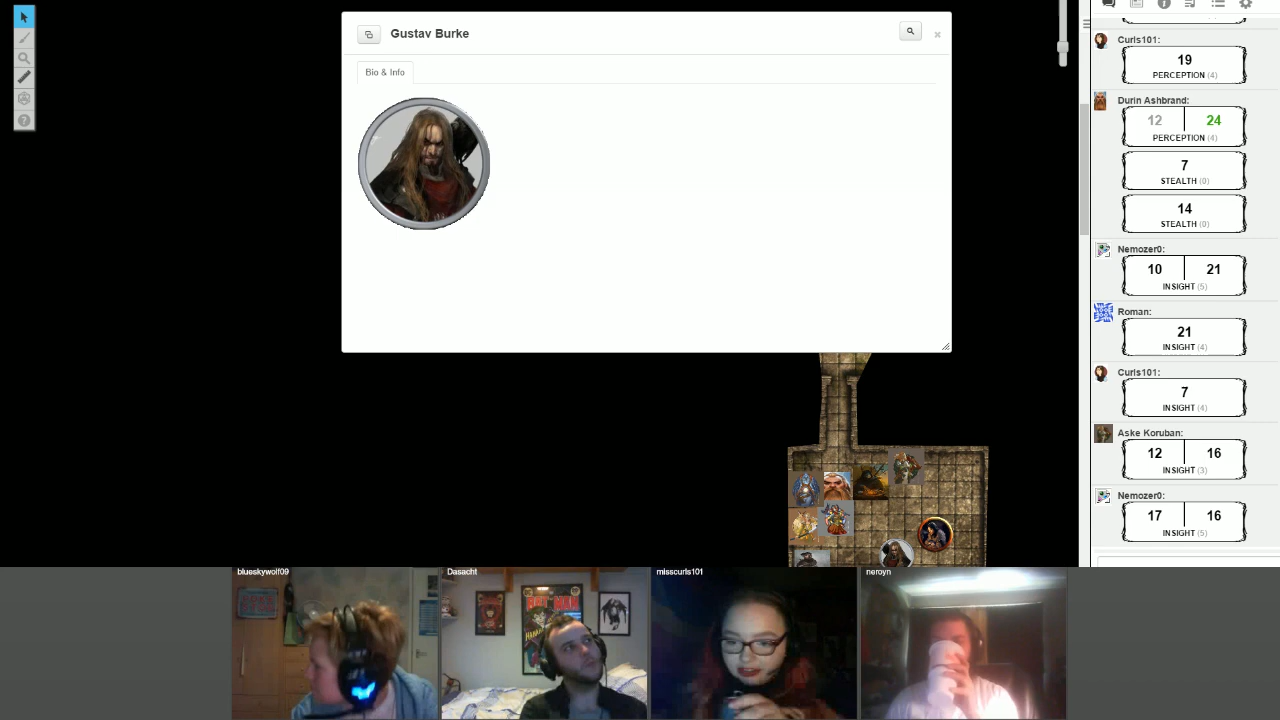 Gustav Burke
Bio & Info
Curls101:
19
PERCEPTION (4)
Durin Ashbrand:
12 24
PERCEPTION (4)
7
STEALTH (0)
14
STEALTH (0)
Nemozer0:
10 21
INSIGHT (5)
Roman:
21
INSIGHT (4)
Curls101:
7
INSIGHT (4)
Aske Koruban:
12 16
INSIGHT (3)
Nemozer0:
17 16
INSIGHT (5)
blueskywolf09
Dasacht
misscurls101
neroyn
BATMAN